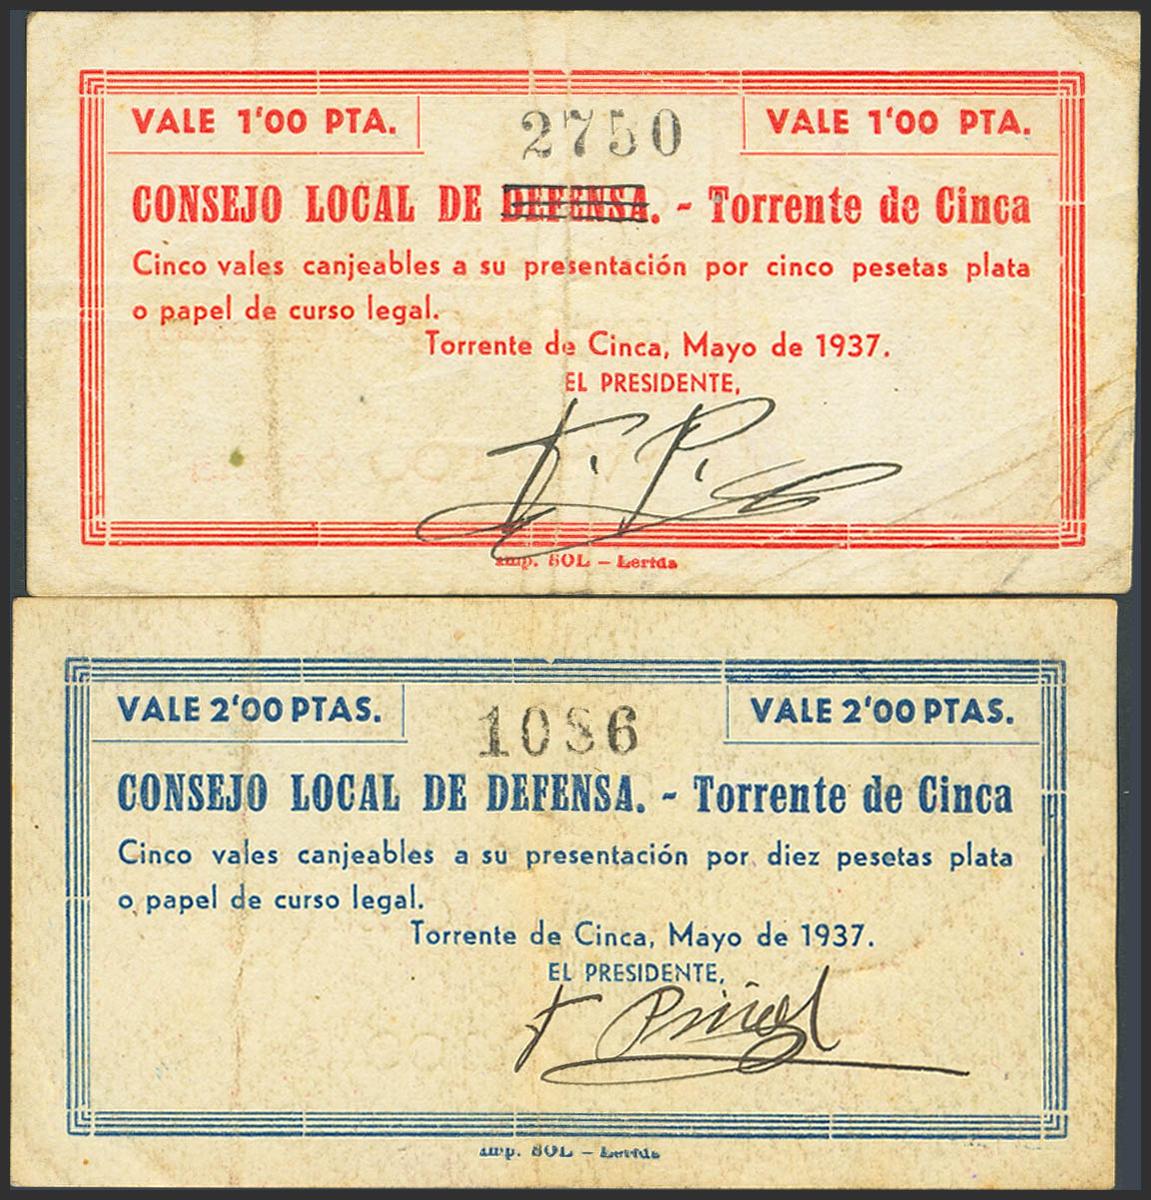 VALE 1'00 PTA. 2750 VALE 1'00 PTA.
CONSEJO LOCAL DE DEFENSA. - Torrente de Cinca
Cinco vales canjeables a su presentación por cinco pesetas plata
o papel de curso legal.
Torrente de Cinca, Mayo de 1937.
EL PRESIDENTE,
Imp. SOL - Lerida
VALE 2'00 PTAS. 1086 VALE 2'00 PTAS.
CONSEJO LOCAL DE DEFENSA. - Torrente de Cinca
Cinco vales canjeables a su presentación por diez pesetas plata
o papel de curso legal.
Torrente de Cinca, Mayo de 1937.
EL PRESIDENTE,
Imp. SOL - Lerida